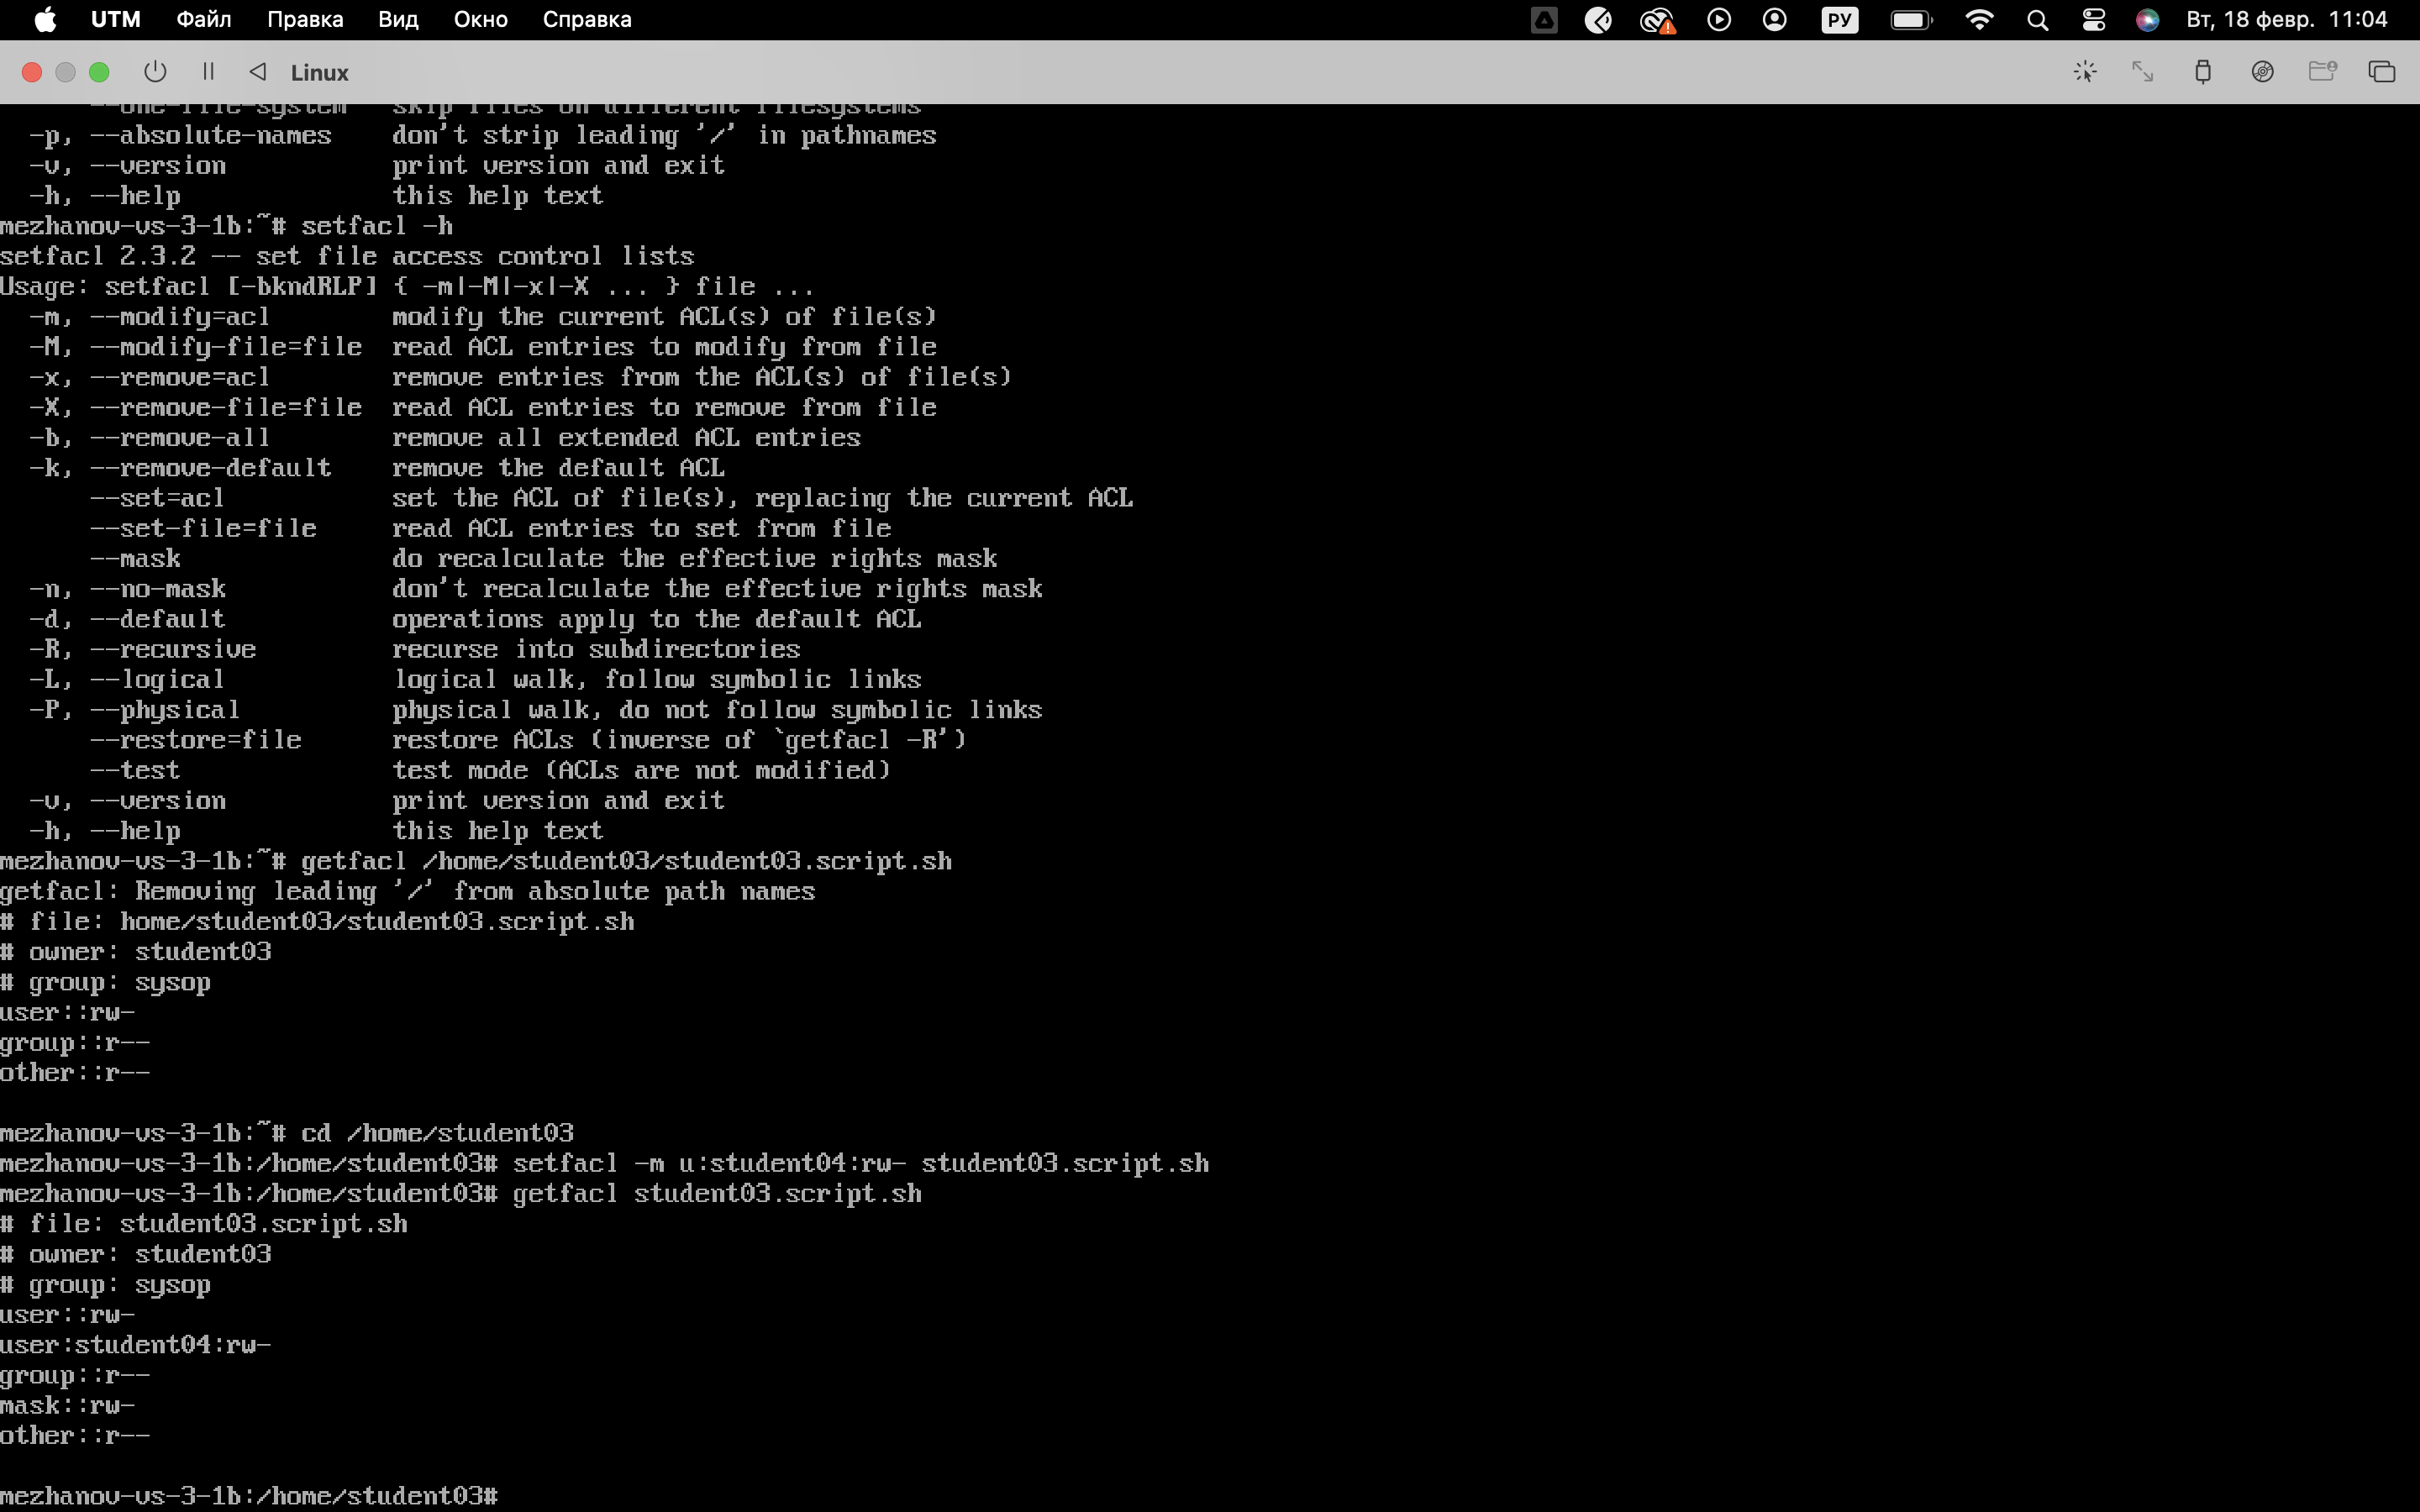 UTM Файл Правка Вид Окно Справка РУ Вт, 18 февр. 11:04
Linux
--one-file-system skip files on different filesystems
-p, --absolute-names don't strip leading '/' in pathnames
-v, --version print version and exit
-h, --help this help text
mezhanov-vs-3-1b:~# setfacl -h
setfacl 2.3.2 -- set file access control lists
Usage: setfacl [-bkndRLP] { -m|-M|-x|-X ... } file ...
-m, --modify=acl modify the current ACL(s) of file(s)
-M, --modify-file=file read ACL entries to modify from file
-x, --remove=acl remove entries from the ACL(s) of file(s)
-X, --remove-file=file read ACL entries to remove from file
-b, --remove-all remove all extended ACL entries
-k, --remove-default remove the default ACL
--set=acl set the ACL of file(s), replacing the current ACL
--set-file=file read ACL entries to set from file
--mask do recalculate the effective rights mask
-n, --no-mask don't recalculate the effective rights mask
-d, --default operations apply to the default ACL
-R, --recursive recurse into subdirectories
-L, --logical logical walk, follow symbolic links
-P, --physical physical walk, do not follow symbolic links
--restore=file restore ACLs (inverse of `getfacl -R')
--test test mode (ACLs are not modified)
-v, --version print version and exit
-h, --help this help text
mezhanov-vs-3-1b:~# getfacl /home/student03/student03.script.sh
getfacl: Removing leading '/' from absolute path names
# file: home/student03/student03.script.sh
# owner: student03
# group: sysop
user::rw-
group::r--
other::r--
mezhanov-vs-3-1b:~# cd /home/student03
mezhanov-vs-3-1b:/home/student03# setfacl -m u:student04:rw- student03.script.sh
mezhanov-vs-3-1b:/home/student03# getfacl student03.script.sh
# file: student03.script.sh
# owner: student03
# group: sysop
user::rw-
user:student04:rw-
group::r--
mask::rw-
other::r--
mezhanov-vs-3-1b:/home/student03#